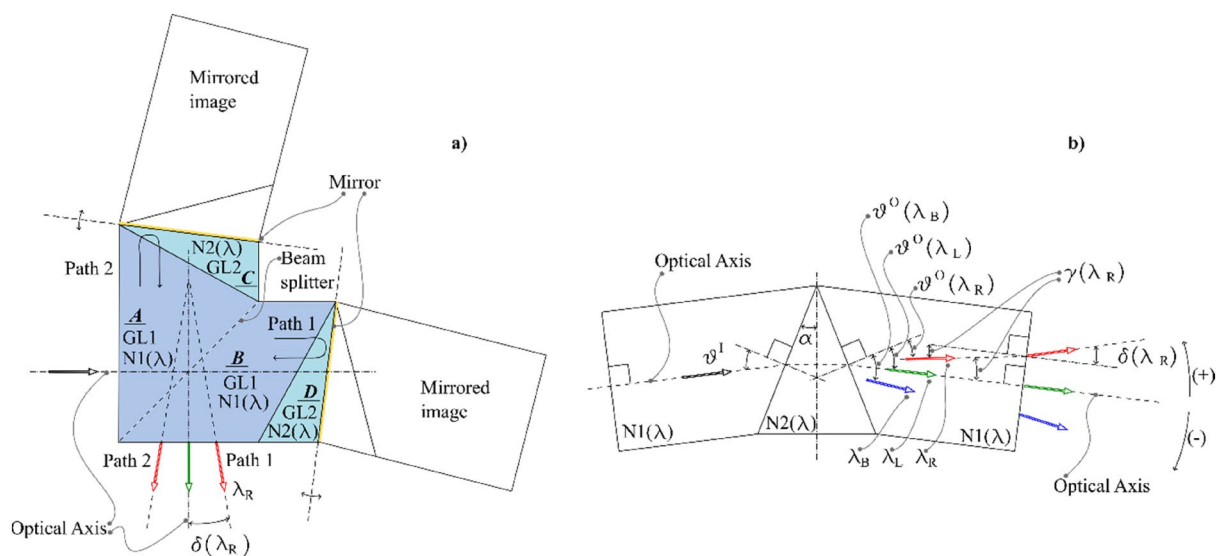 Mirrored
image
a)
Mirror
N2(λ)
GL2
C
Beam
splitter
Path 2
A
GL1
N1(λ)
Path 1
B
GL1
N1(λ)
D
GL2
N2(λ)
Mirrored
image
Path 2
Path 1
λR
Optical Axis
δ(λR)
b)
ϑO(λB)
ϑO(λL)
ϑO(λR)
Optical Axis
γ(λR)
ϑI
α
δ(λR)
(+)
(-)
N1(λ)
N2(λ)
N1(λ)
λB
λL
λR
Optical Axis